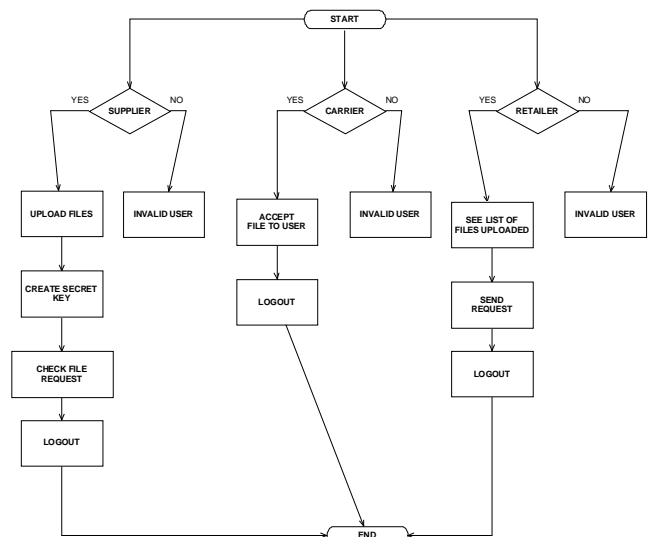 START
YES
NO
SUPPLIER
YES
NO
CARRIER
YES
NO
RETAILER
UPLOAD FILES
INVALID USER
ACCEPT
FILE TO USER
INVALID USER
SEE LIST OF
FILES UPLOADED
INVALID USER
CREATE SECRET
KEY
LOGOUT
SEND
REQUEST
CHECK FILE
REQUEST
LOGOUT
LOGOUT
END